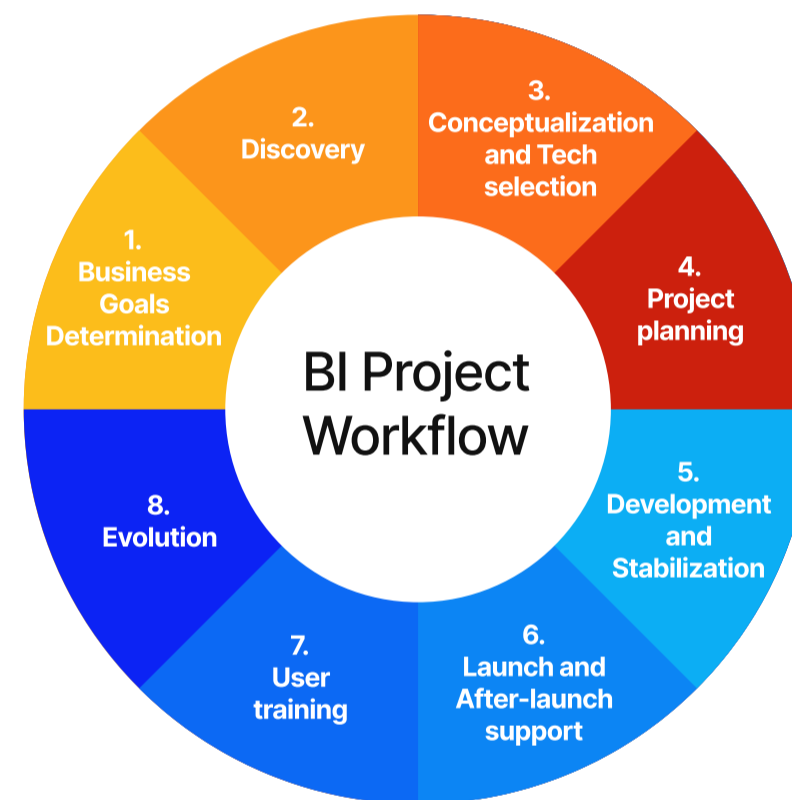 BI Project
Workflow
1.
Business
Goals
Determination
2.
Discovery
3.
Conceptualization
and Tech
selection
4.
Project
planning
5.
Development
and
Stabilization
6.
Launch and
After-launch
support
7.
User
training
8.
Evolution